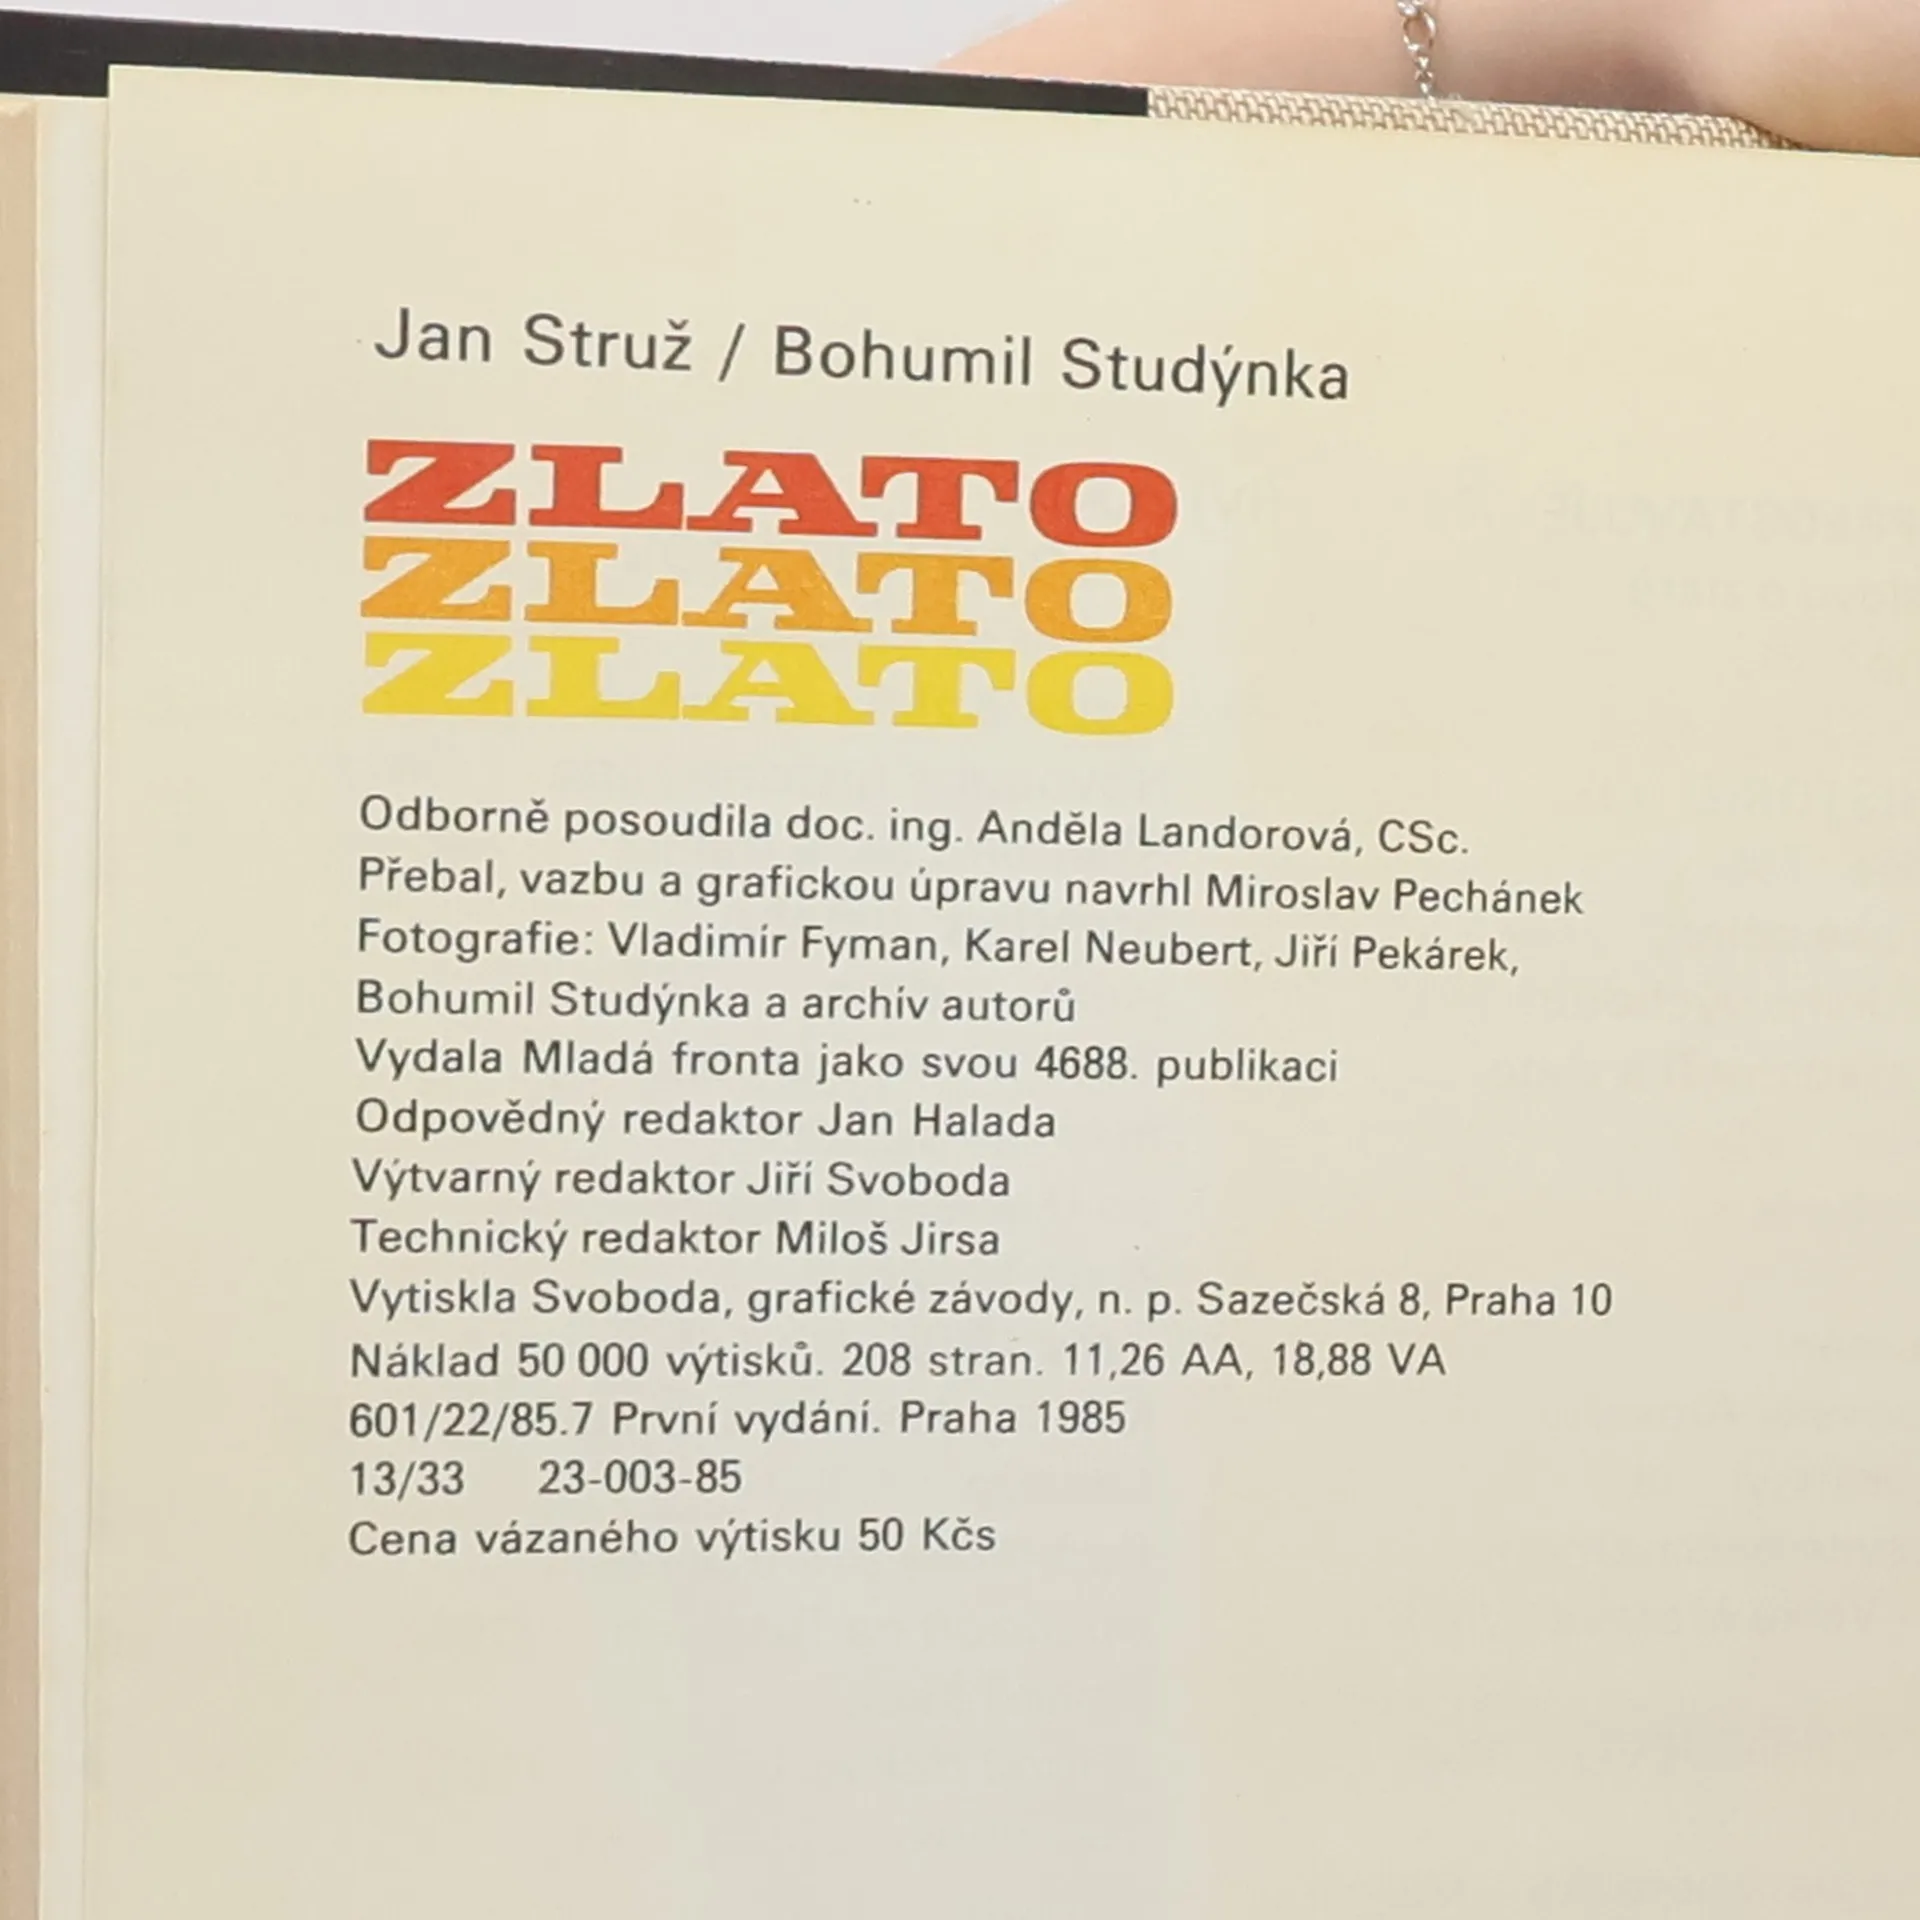 Jan Struž / Bohumil Studýnka
ZLATO
ZLATO
ZLATO
Odborně posoudila doc. ing. Anděla Landorová, CSc.
Přebal, vazbu a grafickou úpravu navrhl Miroslav Pechánek
Fotografie: Vladimír Fyman, Karel Neubert, Jiří Pekárek,
Bohumil Studýnka a archív autorů
Vydala Mladá fronta jako svou 4688. publikaci
Odpovědný redaktor Jan Halada
Výtvarný redaktor Jiří Svoboda
Technický redaktor Miloš Jirsa
Vytiskla Svoboda, grafické závody, n. p. Sazečská 8, Praha 10
Náklad 50 000 výtisků. 208 stran. 11,26 AA, 18,88 VA
601/22/85.7 První vydání. Praha 1985
13/33 23-003-85
Cena vázaného výtisku 50 Kčs